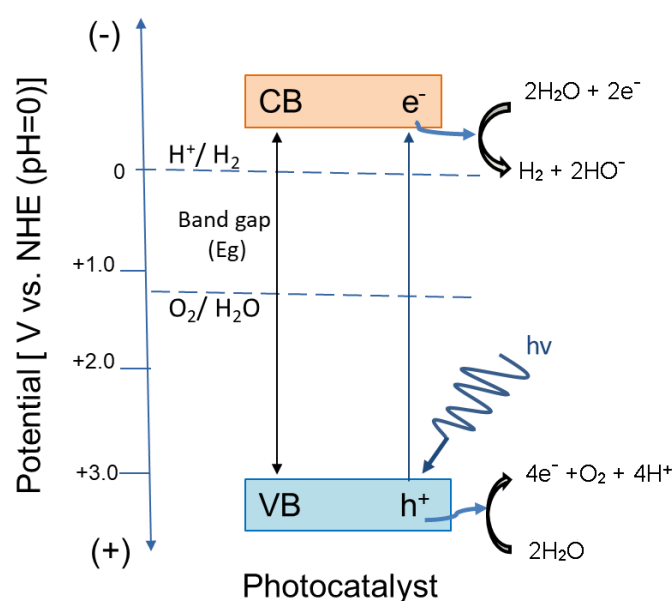 (-)
CB e⁻
2H₂O + 2e⁻
H⁺/ H₂
0
H₂ + 2HO⁻
Band gap
(Eg)
+1.0
O₂/ H₂O
+2.0
hv
+3.0
4e⁻ +O₂ + 4H⁺
VB h⁺
2H₂O
(+)
Potential [ V vs. NHE (pH=0)]
Photocatalyst